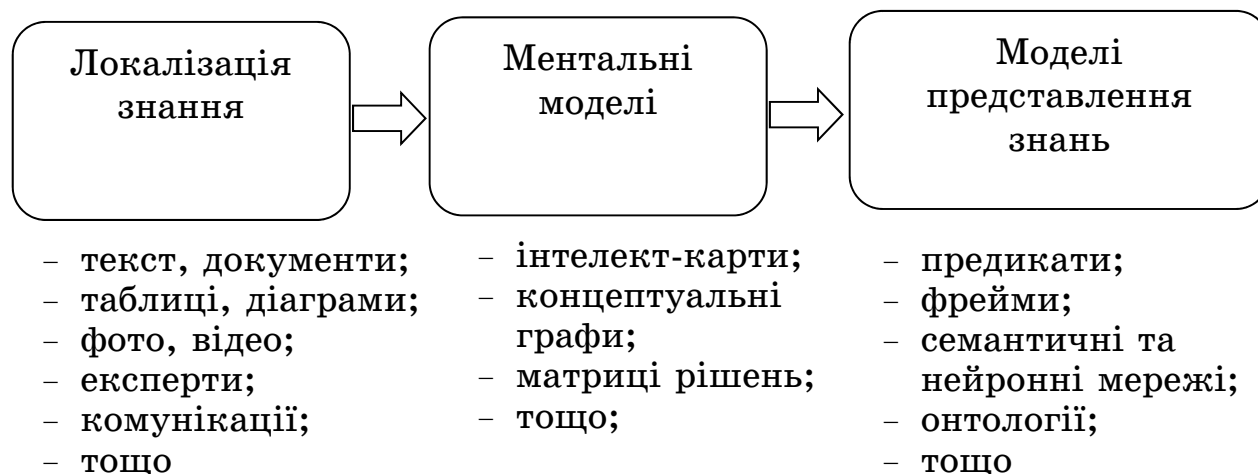 Локалізація
знання
Ментальні
моделі
Моделі
представлення
знань
– текст, документи;
– таблиці, діаграми;
– фото, відео;
– експерти;
– комунікації;
– тощо
– інтелект-карти;
– концептуальні
графи;
– матриці рішень;
– тощо;
– предикати;
– фрейми;
– семантичні та
нейронні мережі;
– онтології;
– тощо